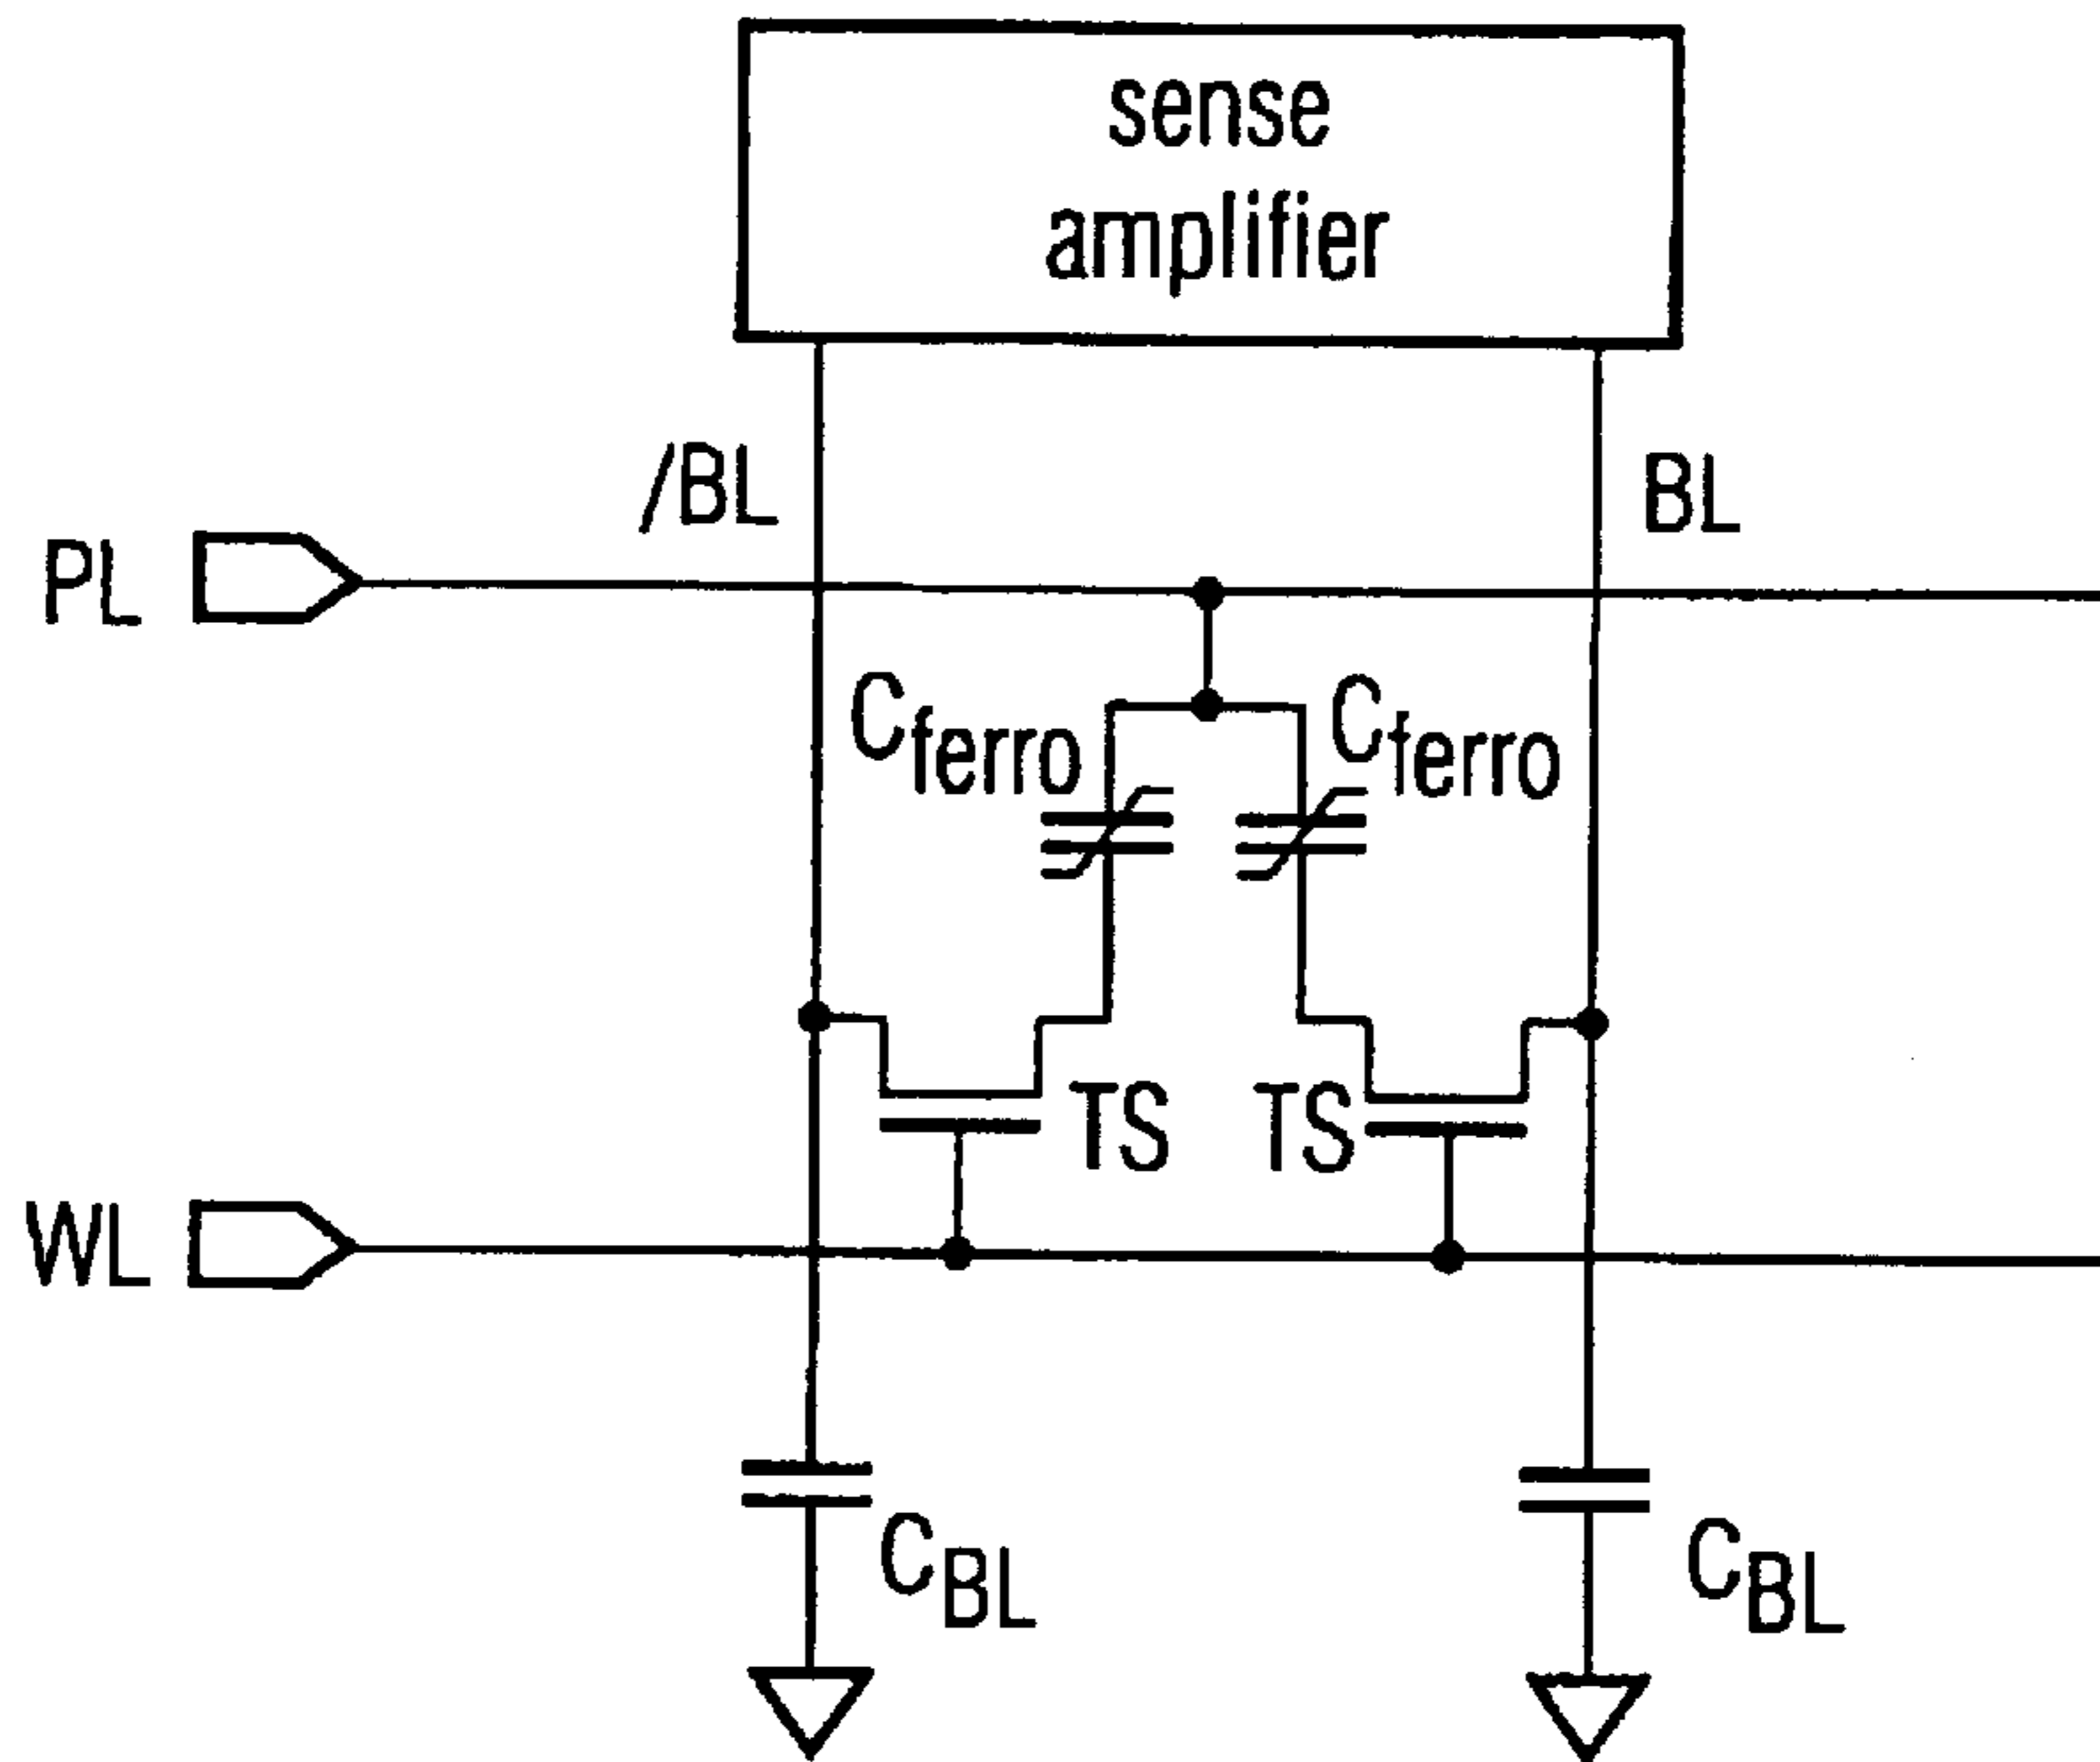 sense
amplifier
/BL
BL
PL
Cferro
Cferro
TS
TS
WL
CBL
CBL